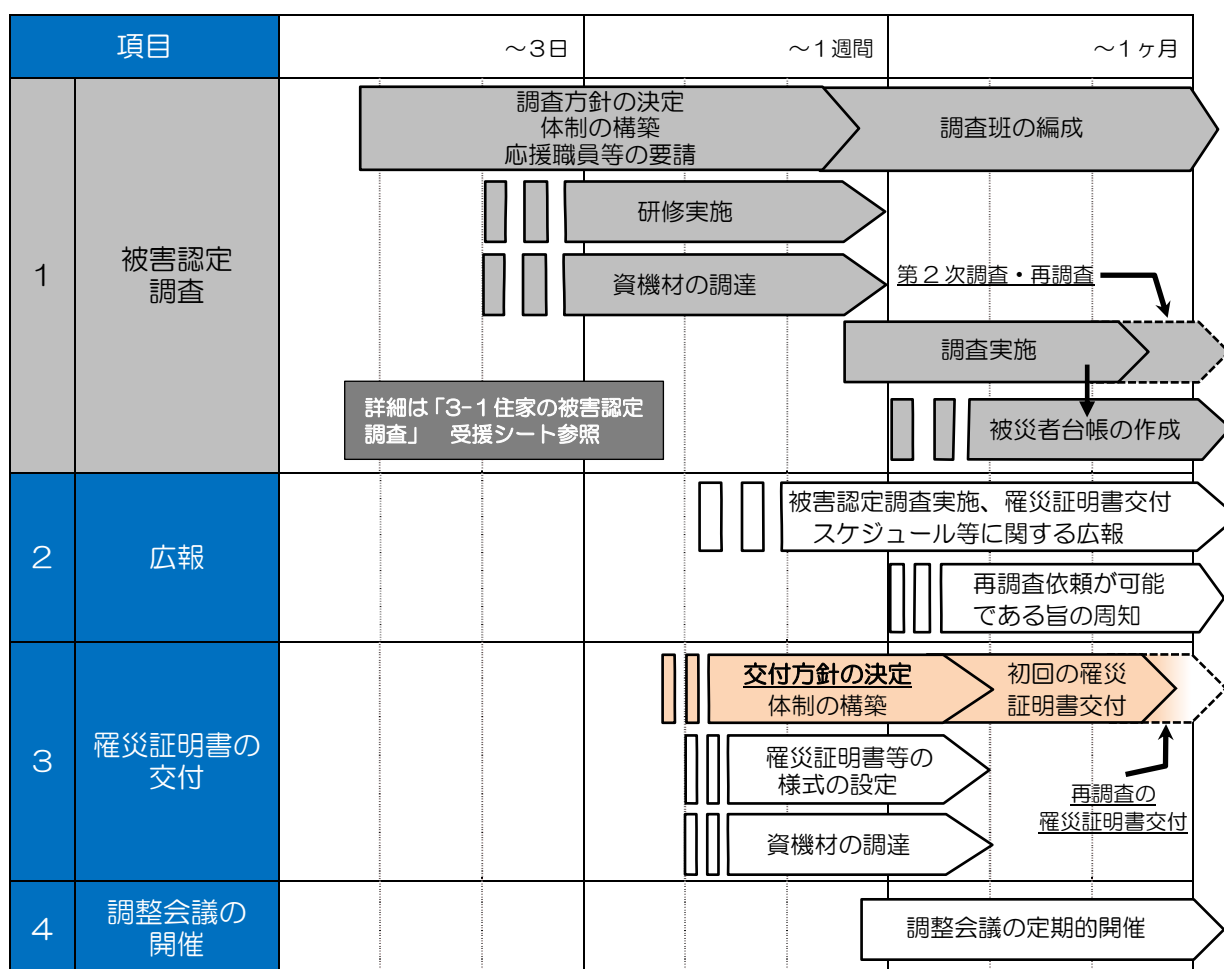 項目
～3日
～1週間
～1ヶ月
1
被害認定
調査
調査方針の決定
体制の構築
応援職員等の要請
調査班の編成
研修実施
資機材の調達
第2次調査・再調査
調査実施
詳細は「3-1住家の被害認定
調査」　受援シート参照
被災者台帳の作成
2
広報
被害認定調査実施、罹災証明書交付
スケジュール等に関する広報
再調査依頼が可能
である旨の周知
3
罹災証明書の
交付
交付方針の決定
体制の構築
初回の罹災
証明書交付
罹災証明書等の
様式の設定
再調査の
罹災証明書交付
資機材の調達
4
調整会議の
開催
調整会議の定期的開催